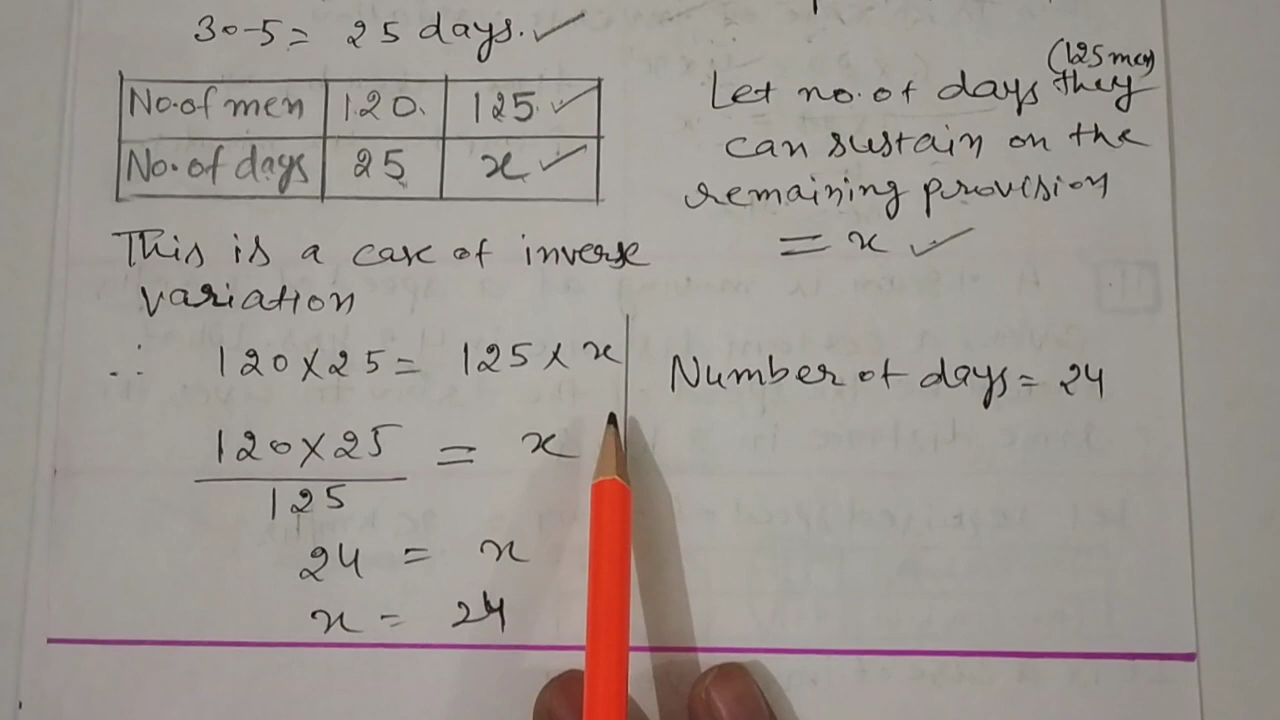 30-5= 25 days. ✓
No. of men 120. 125 ✓
No. of days 25 x ✓
(125 men)
Let no. of days they
can sustain on the
remaining provision
= x ✓
This is a case of inverse
variation
∴ 120 × 25 = 125 × x
120 × 25 = x
125
24 = x
x = 24
Number of days = 24